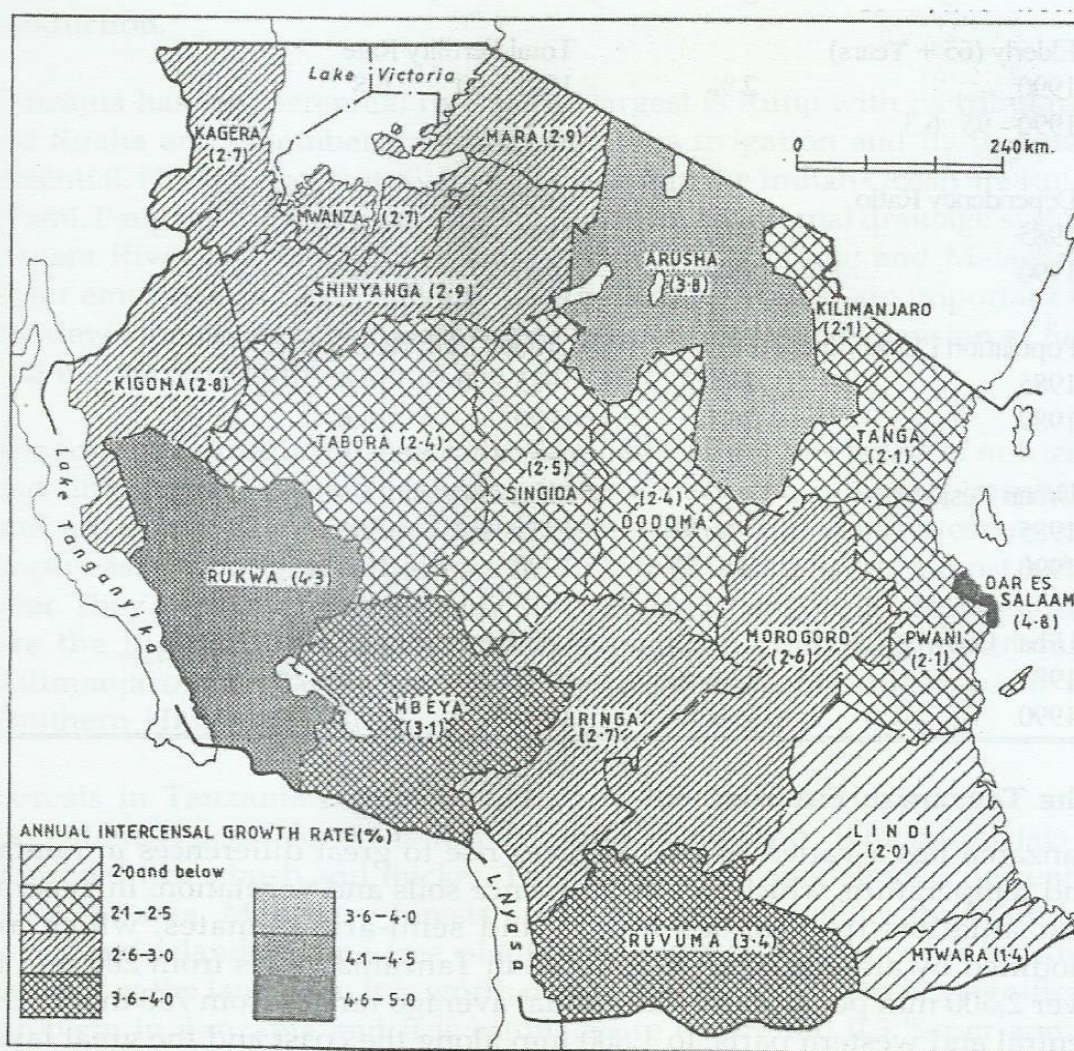 Lake Victoria
KAGERA
(2·7)
MARA (2·9)
0 240 km.
MWANZA (2·7)
ARUSHA
(3·8)
SHINYANGA (2·9)
KILIMANJARO
(2·1)
KIGOMA (2·8)
TABORA (2·4)
TANGA
(2·1)
(2·5)
SINGIDA
(2·4)
DODOMA
Lake Tanganyika
RUKWA (4·3)
DAR ES
SALAAM
(4·8)
MOROGORO
(2·6)
PWANI
(2·1)
MBEYA
(3·1)
IRINGA
(2·7)
ANNUAL INTERCENSAL GROWTH RATE (%)
2·0 and below
2·1-2·5
2·6-3·0
3·6-4·0
3·6-4·0
4·1-4·5
4·6-5·0
LINDI
(2·0)
L. Nyasa
RUVUMA (3·4)
MTWARA (1·4)